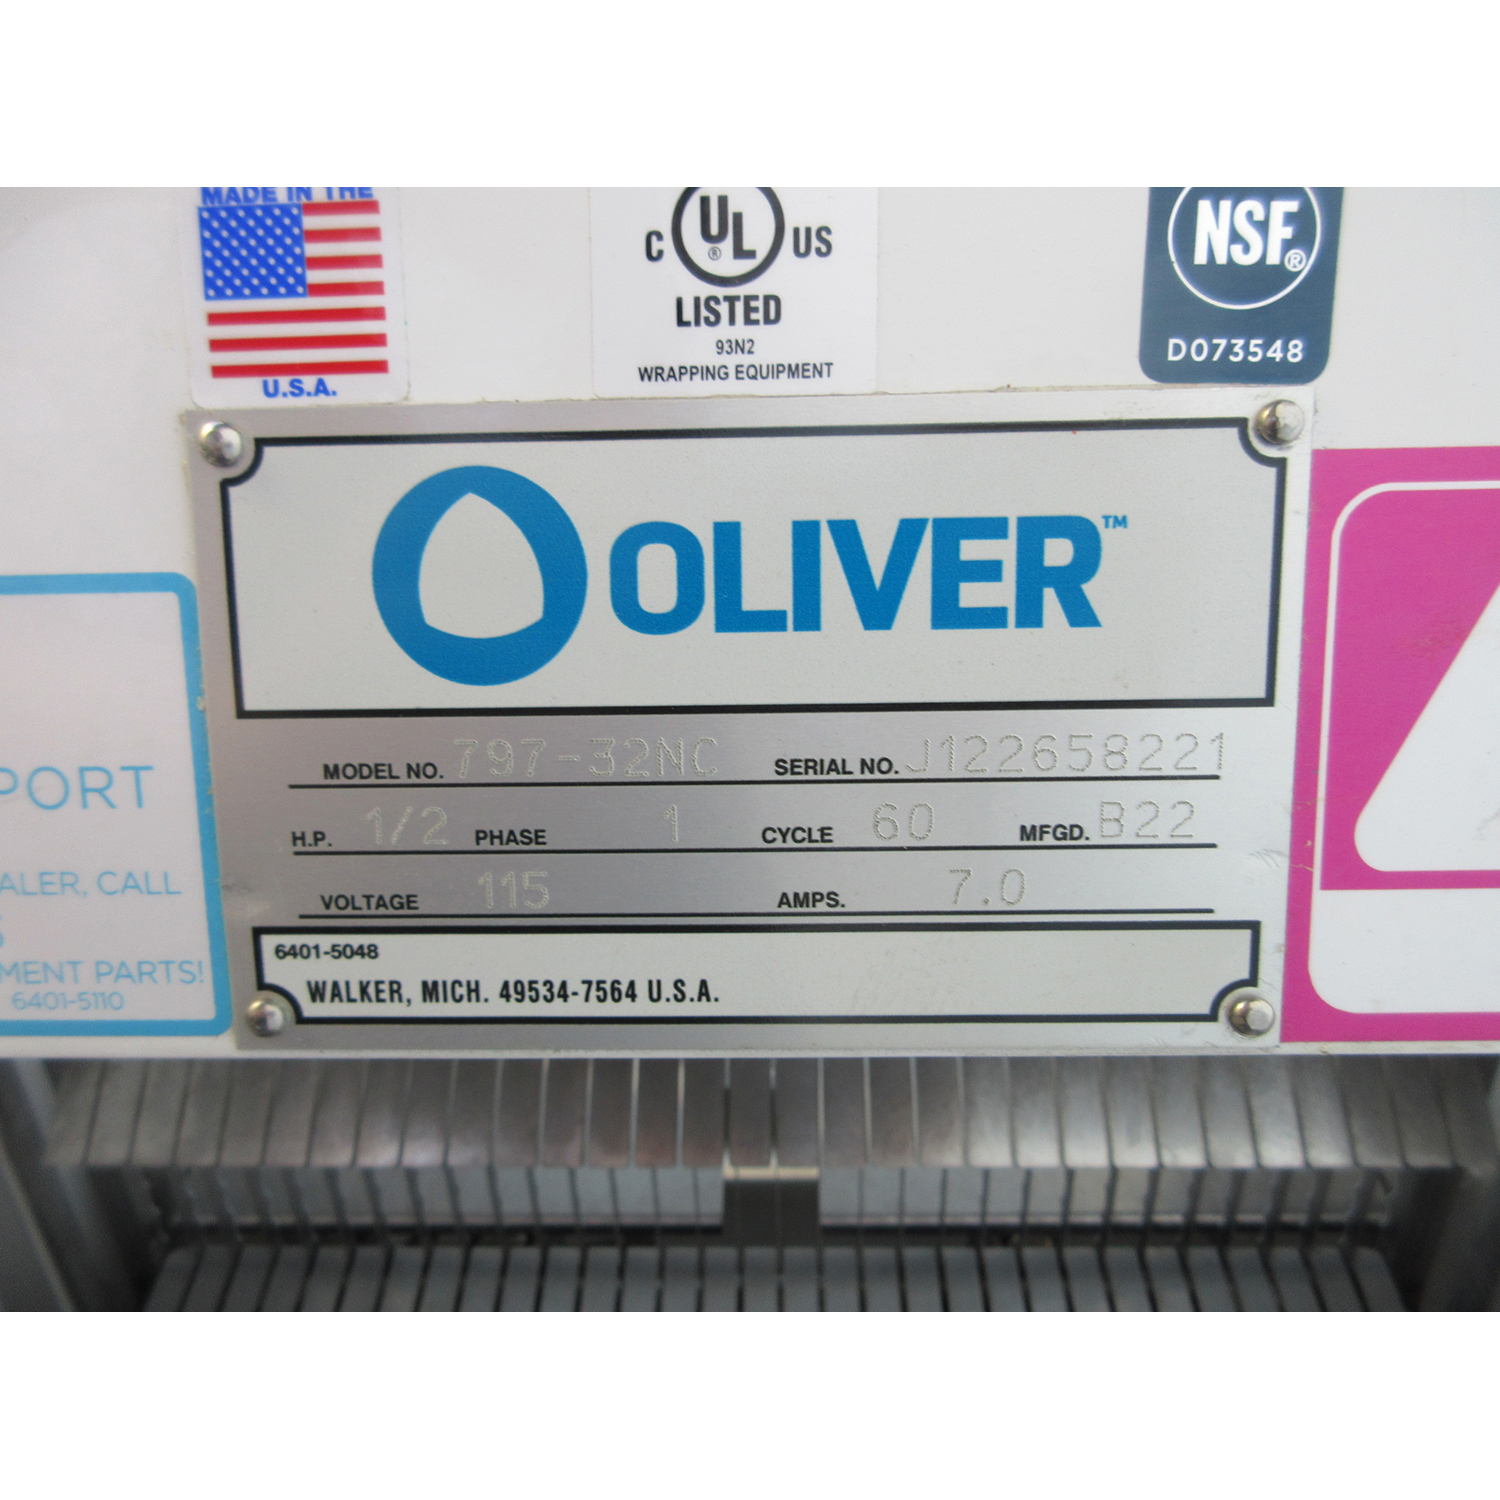 MADE IN THE
U.S.A.
C UL® US
LISTED
93N2
WRAPPING EQUIPMENT
NSF®
D073548
OLIVER™
MODEL NO. 797-32NC SERIAL NO. J122658221
H.P. 1/2 PHASE 1 CYCLE 60 MFGD. B22
VOLTAGE 115 AMPS. 7.0
6401-5048
WALKER, MICH. 49534-7564 U.S.A.
PORT
ALER, CALL
MENT PARTS!
6401-5110